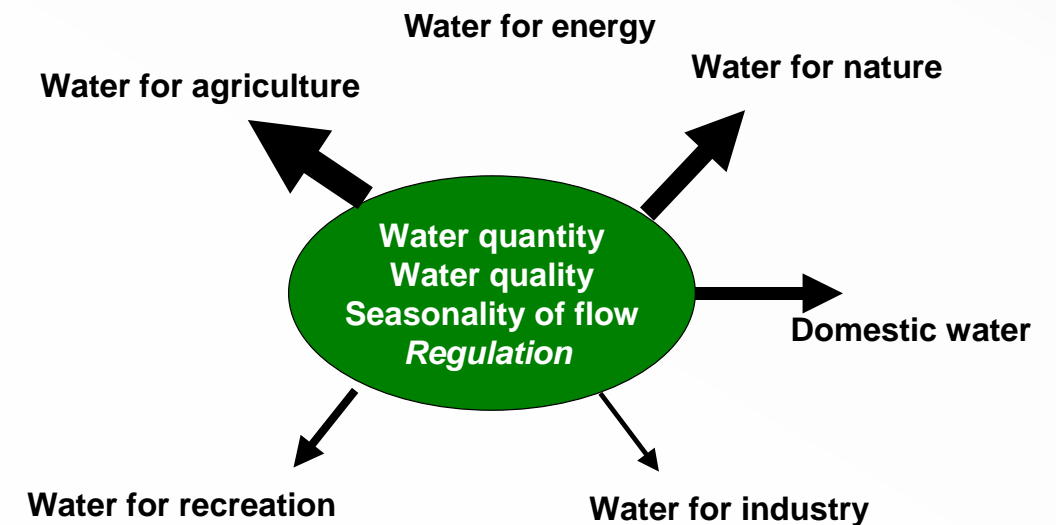 Water for energy
Water for nature
Water for agriculture
Water quantity
Water quality
Seasonality of flow
Regulation
Domestic water
Water for recreation
Water for industry